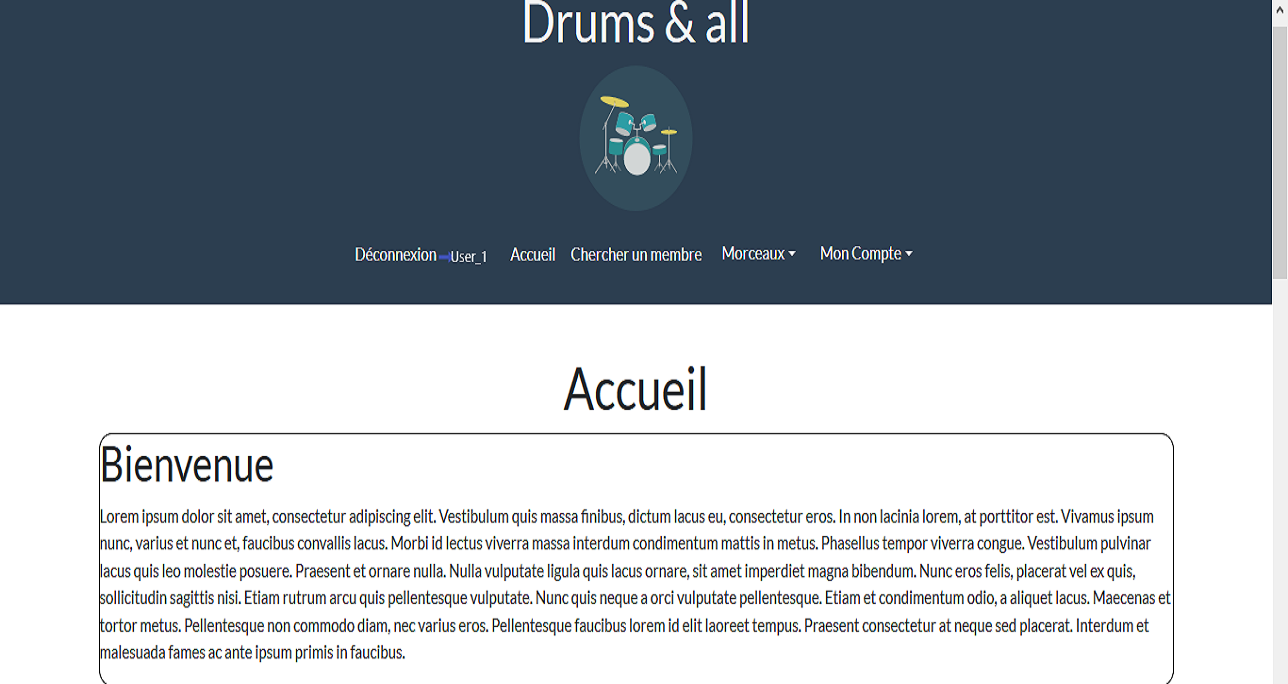 Drums & all
Déconnexion User_1 Accueil Chercher un membre Morceaux Mon Compte
Accueil
Bienvenue
Lorem ipsum dolor sit amet, consectetur adipiscing elit. Vestibulum quis massa finibus, dictum lacus eu, consectetur eros. In non lacinia lorem, at porttitor est. Vivamus ipsum
nunc, varius et nunc et, faucibus convallis lacus. Morbi id lectus viverra massa interdum condimentum mattis in metus. Phasellus tempor viverra congue. Vestibulum pulvinar
lacus quis leo molestie posuere. Praesent et ornare nulla. Nulla vulputate ligula quis lacus ornare, sit amet imperdiet magna bibendum. Nunc eros felis, placerat vel ex quis,
sollicitudin sagittis nisi. Etiam rutrum arcu quis pellentesque vulputate. Nunc quis neque a orci vulputate pellentesque. Etiam et condimentum odio, a aliquet lacus. Maecenas et
tortor metus. Pellentesque non commodo diam, nec varius eros. Pellentesque faucibus lorem id elit laoreet tempus. Praesent consectetur at neque sed placerat. Interdum et
malesuada fames ac ante ipsum primis in faucibus.